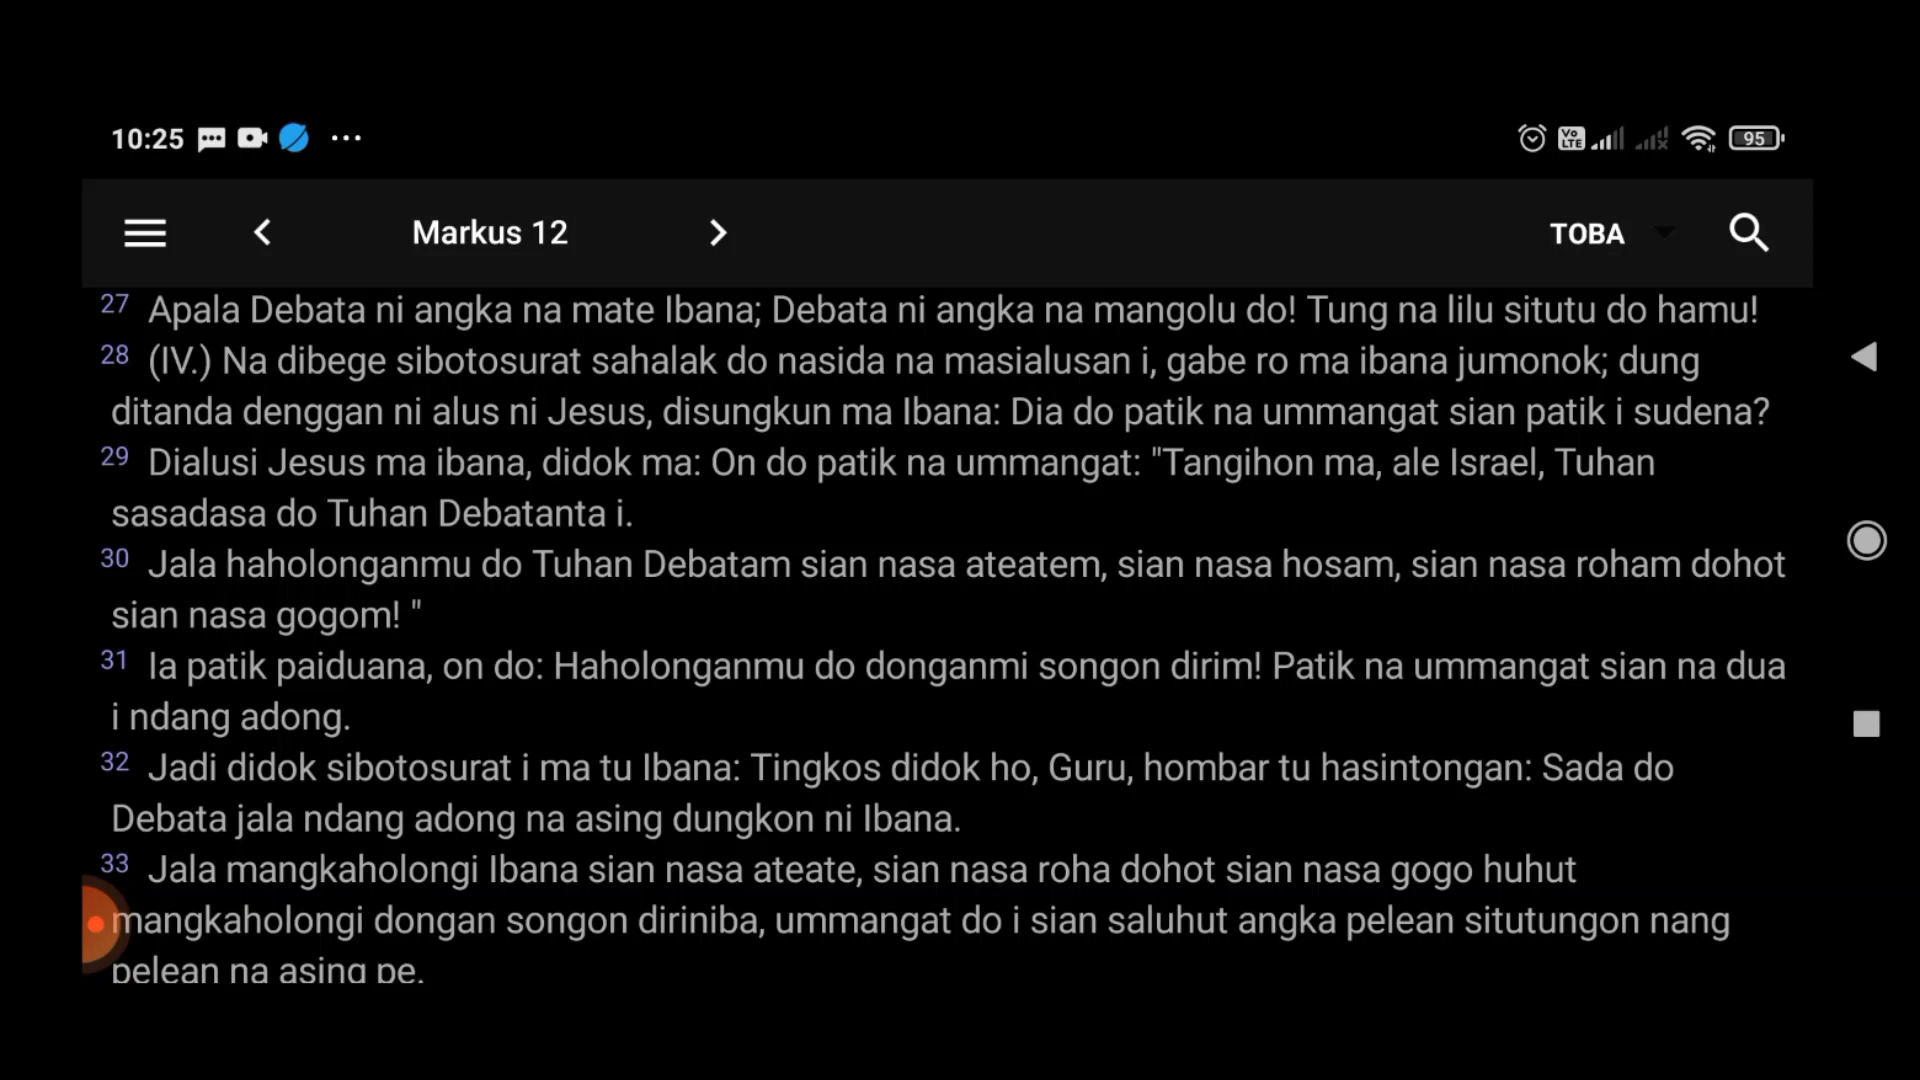 10:25
Vo LTE
95
Markus 12
TOBA
27 Apala Debata ni angka na mate Ibana; Debata ni angka na mangolu do! Tung na lilu situtu do hamu!
28 (IV.) Na dibege sibotosurat sahalak do nasida na masialusan i, gabe ro ma ibana jumonok; dung
ditanda denggan ni alus ni Jesus, disungkun ma Ibana: Dia do patik na ummangat sian patik i sudena?
29 Dialusi Jesus ma ibana, didok ma: On do patik na ummangat: "Tangihon ma, ale Israel, Tuhan
sasadasa do Tuhan Debatanta i.
30 Jala haholonganmu do Tuhan Debatam sian nasa ateatem, sian nasa hosam, sian nasa roham dohot
sian nasa gogom! "
31 Ia patik paiduana, on do: Haholonganmu do donganmi songon dirim! Patik na ummangat sian na dua
i ndang adong.
32 Jadi didok sibotosurat i ma tu Ibana: Tingkos didok ho, Guru, hombar tu hasintongan: Sada do
Debata jala ndang adong na asing dungkon ni Ibana.
33 Jala mangkaholongi Ibana sian nasa ateate, sian nasa roha dohot sian nasa gogo huhut
mangkaholongi dongan songon diriniba, ummangat do i sian saluhut angka pelean situtungon nang
pelean na asing pe.